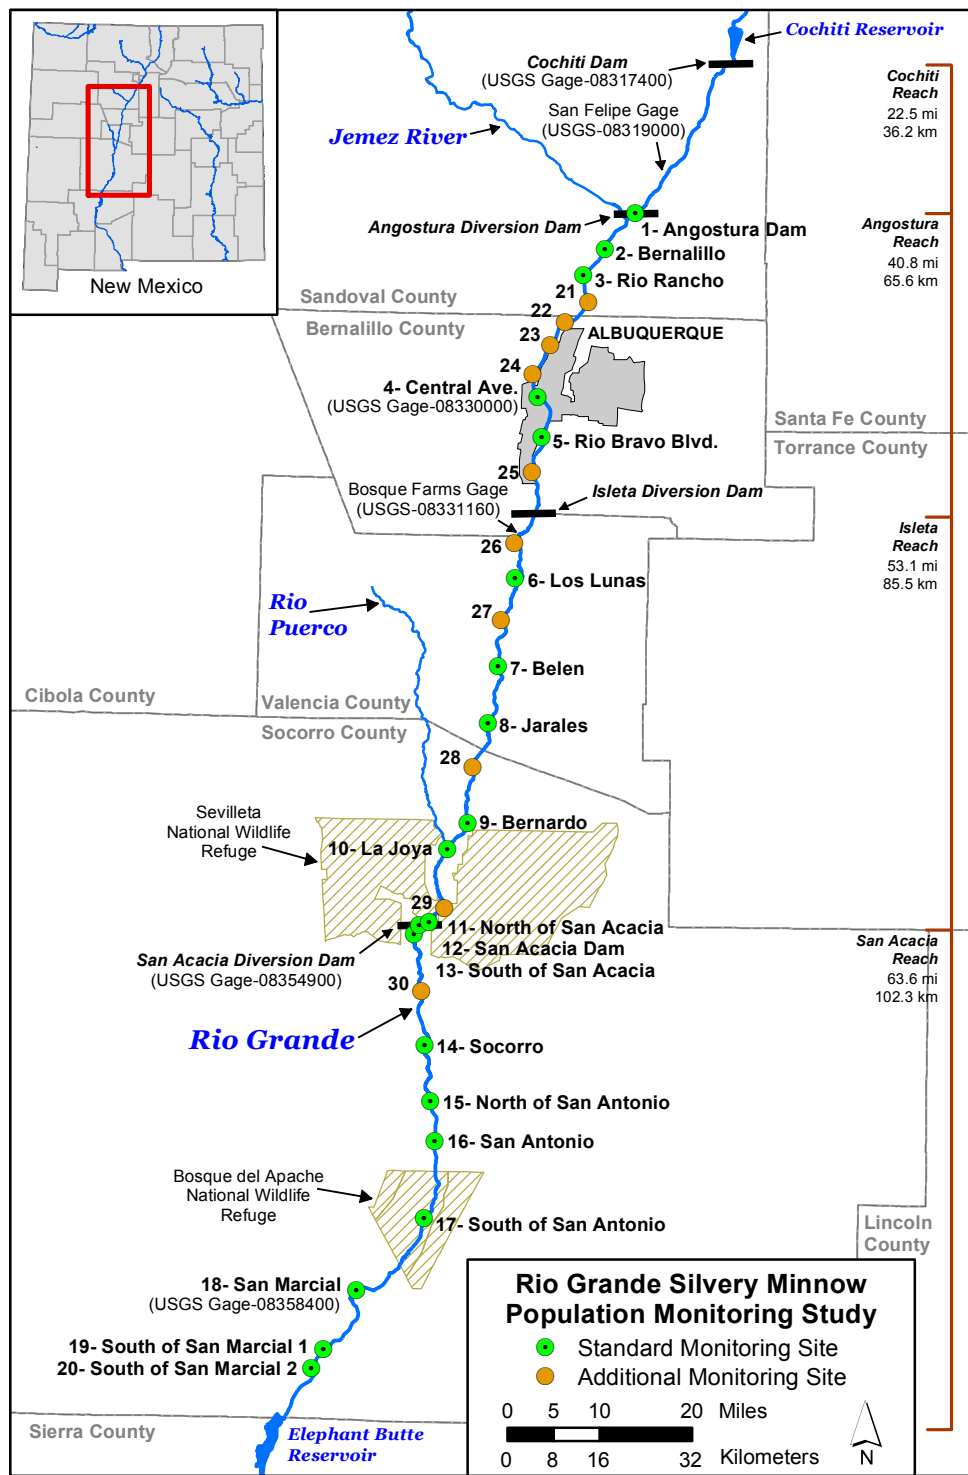 New Mexico
Cochiti Reservoir
Cochiti Dam
(USGS Gage-08317400)
San Felipe Gage
(USGS-08319000)
Jemez River
Cochiti
Reach
22.5 mi
36.2 km
Angostura Diversion Dam
1- Angostura Dam
2- Bernalillo
3- Rio Rancho
Angostura
Reach
40.8 mi
65.6 km
21
Sandoval County
22
Bernalillo County
23
ALBUQUERQUE
24
4- Central Ave.
(USGS Gage-08330000)
Santa Fe County
5- Rio Bravo Blvd.
Torrance County
25
Bosque Farms Gage
(USGS-08331160)
Isleta Diversion Dam
Isleta
Reach
53.1 mi
85.5 km
26
6- Los Lunas
Rio
Puerco
27
7- Belen
Cibola County
Valencia County
Socorro County
8- Jarales
28
Sevilleta
National Wildlife
Refuge
9- Bernardo
10- La Joya
29
11- North of San Acacia
12- San Acacia Dam
13- South of San Acacia
San Acacia Diversion Dam
(USGS Gage-08354900)
San Acacia
Reach
63.6 mi
102.3 km
30
Rio Grande
14- Socorro
15- North of San Antonio
16- San Antonio
Bosque del Apache
National Wildlife
Refuge
17- South of San Antonio
Lincoln
County
18- San Marcial
(USGS Gage-08358400)
19- South of San Marcial 1
20- South of San Marcial 2
Sierra County
Elephant Butte
Reservoir
Rio Grande Silvery Minnow
Population Monitoring Study
Standard Monitoring Site
Additional Monitoring Site
0 5 10 20 Miles
0 8 16 32 Kilometers
N